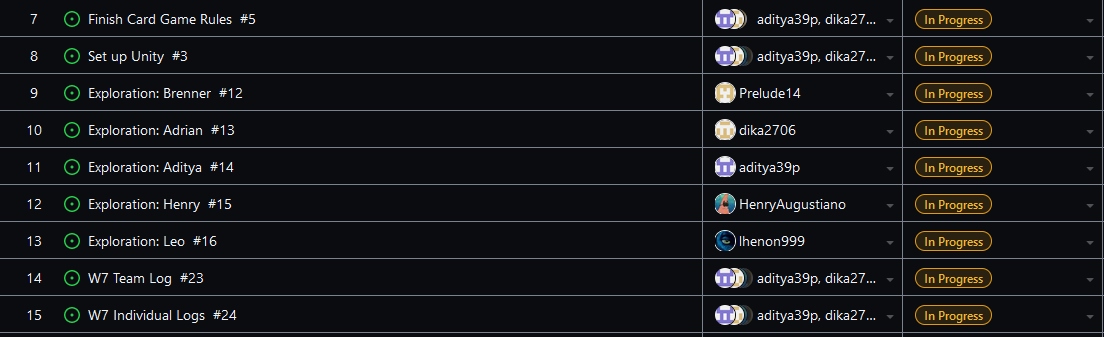 7 Finish Card Game Rules #5 aditya39p, dika27... In Progress
8 Set up Unity #3 aditya39p, dika27... In Progress
9 Exploration: Brenner #12 Prelude14 In Progress
10 Exploration: Adrian #13 dika2706 In Progress
11 Exploration: Aditya #14 aditya39p In Progress
12 Exploration: Henry #15 HenryAugustiano In Progress
13 Exploration: Leo #16 lhenon999 In Progress
14 W7 Team Log #23 aditya39p, dika27... In Progress
15 W7 Individual Logs #24 aditya39p, dika27... In Progress